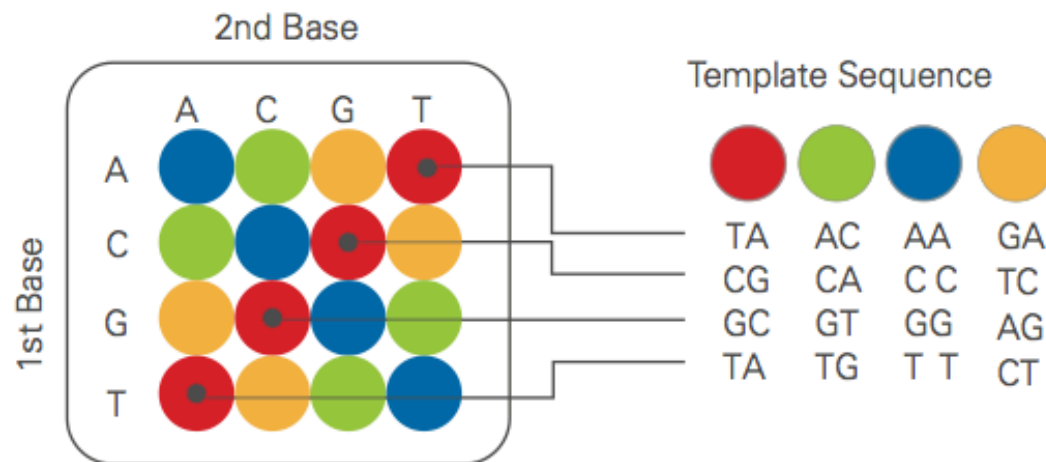 2nd Base
Template Sequence
A C G T
A
C
G
T
1st Base
TA AC AA GA
CG CA C C TC
GC GT GG AG
TA TG T T CT